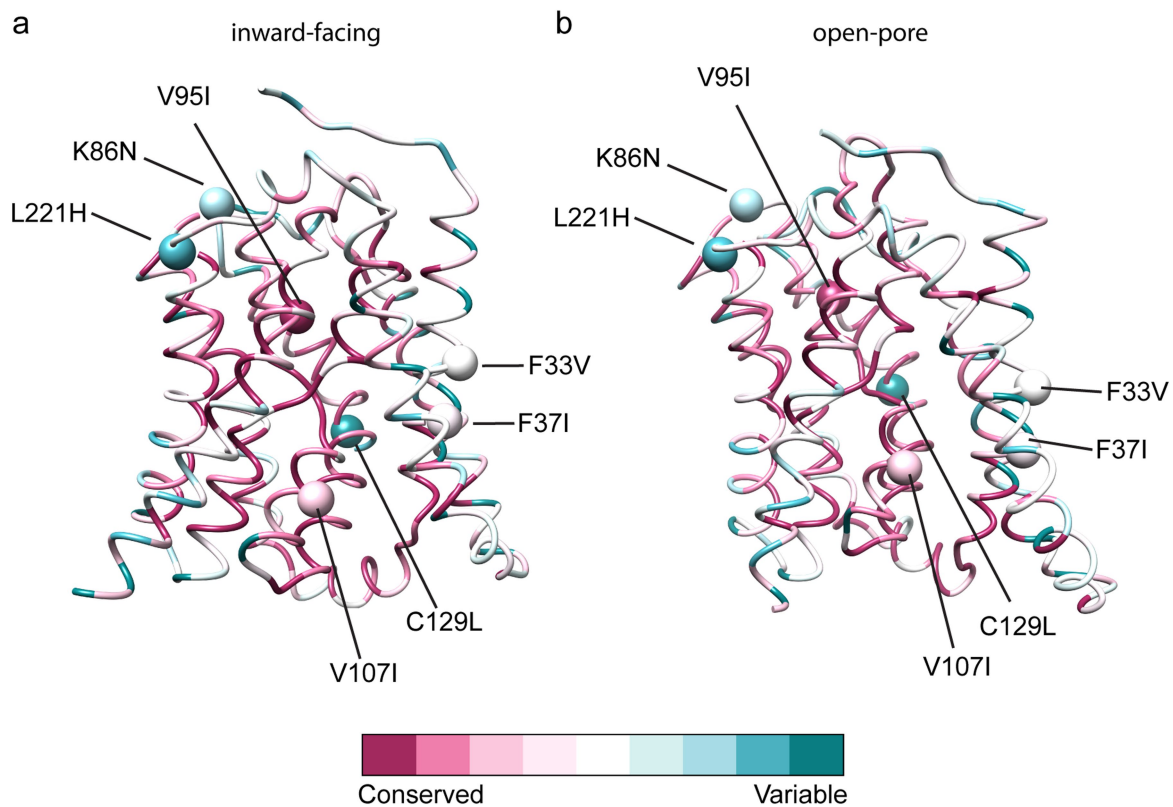 a
inward-facing
V95I
K86N
L221H
F33V
F37I
C129L
V107I
b
open-pore
V95I
K86N
L221H
F33V
F37I
C129L
V107I
Conserved
Variable